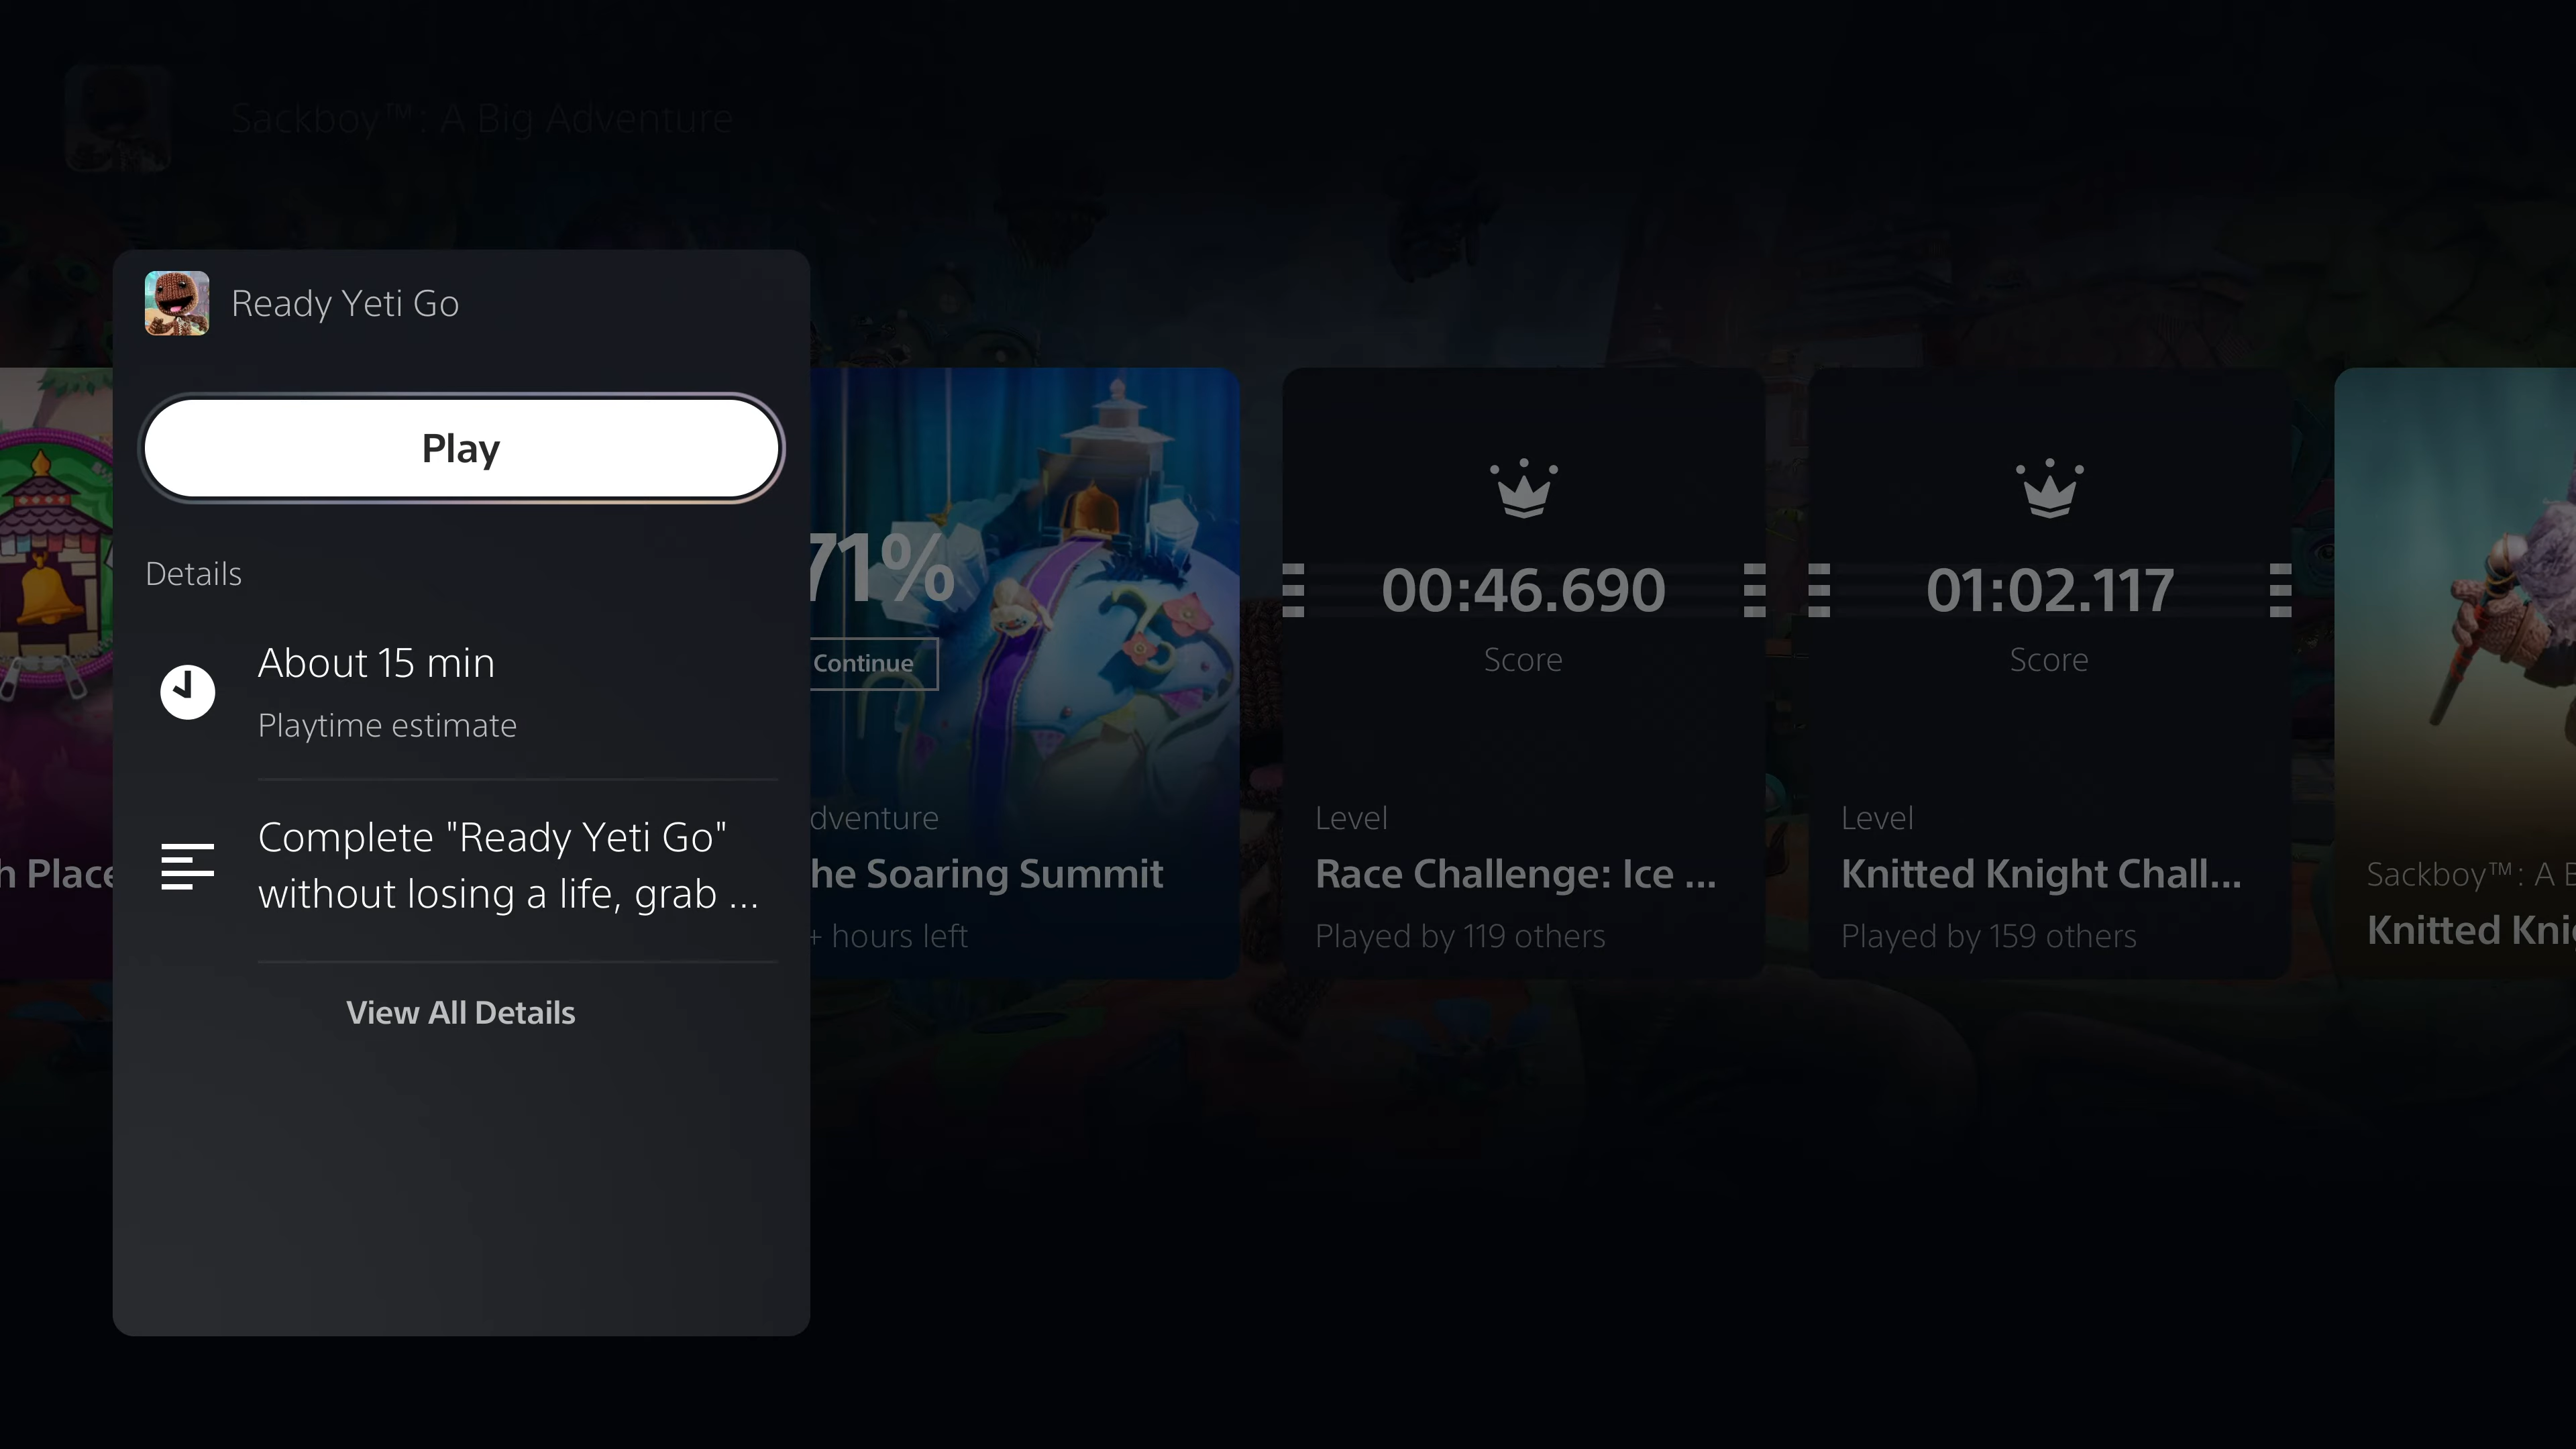 Sackboy™: A Big Adventure
Ready Yeti Go
Play
Details
About 15 min
Playtime estimate
Complete "Ready Yeti Go"
without losing a life, grab ...
View All Details
h Place
71%
Continue
dventure
he Soaring Summit
+ hours left
00:46.690
Score
Level
Race Challenge: Ice ...
Played by 119 others
01:02.117
Score
Level
Knitted Knight Chall...
Played by 159 others
Sackboy™: A B
Knitted Knig